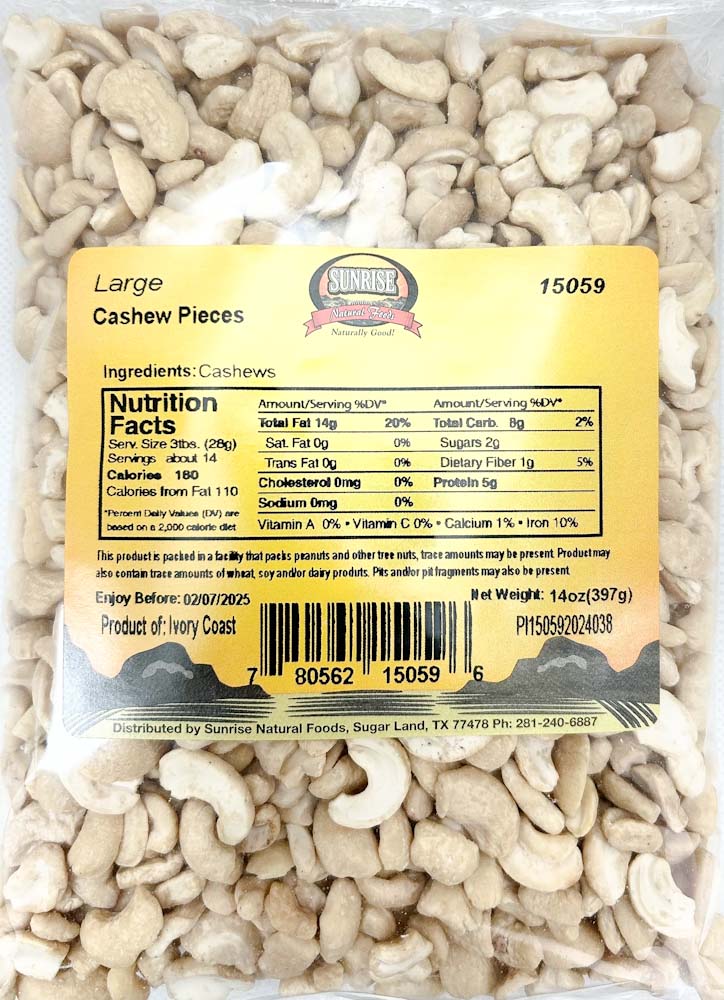 Large
Cashew Pieces
SUNRISE
Natural Foods
Naturally Good!
15059
Ingredients: Cashews
Nutrition
Facts
Serv. Size 3tbs. (28g)
Servings about 14
Calories 180
Calories from Fat 110
*Percent Daily Values (DV) are
based on a 2,000 calorie diet
Amount/Serving %DV* Amount/Serving %DV*
Total Fat 14g 20% Total Carb. 8g 2%
Sat. Fat 0g 0% Sugars 2g
Trans Fat 0g 0% Dietary Fiber 1g 5%
Cholesterol 0mg 0% Protein 5g
Sodium 0mg 0%
Vitamin A 0% • Vitamin C 0% • Calcium 1% • Iron 10%
This product is packed in a facility that packs peanuts and other tree nuts, trace amounts may be present. Product may
also contain trace amounts of wheat, soy and/or dairy produts. Pits and/or pit fragments may also be present
Enjoy Before: 02/07/2025
Net Weight: 14oz(397g)
Product of: Ivory Coast
PI150592024038
7 80562 15059 6
Distributed by Sunrise Natural Foods, Sugar Land, TX 77478 Ph: 281-240-6887